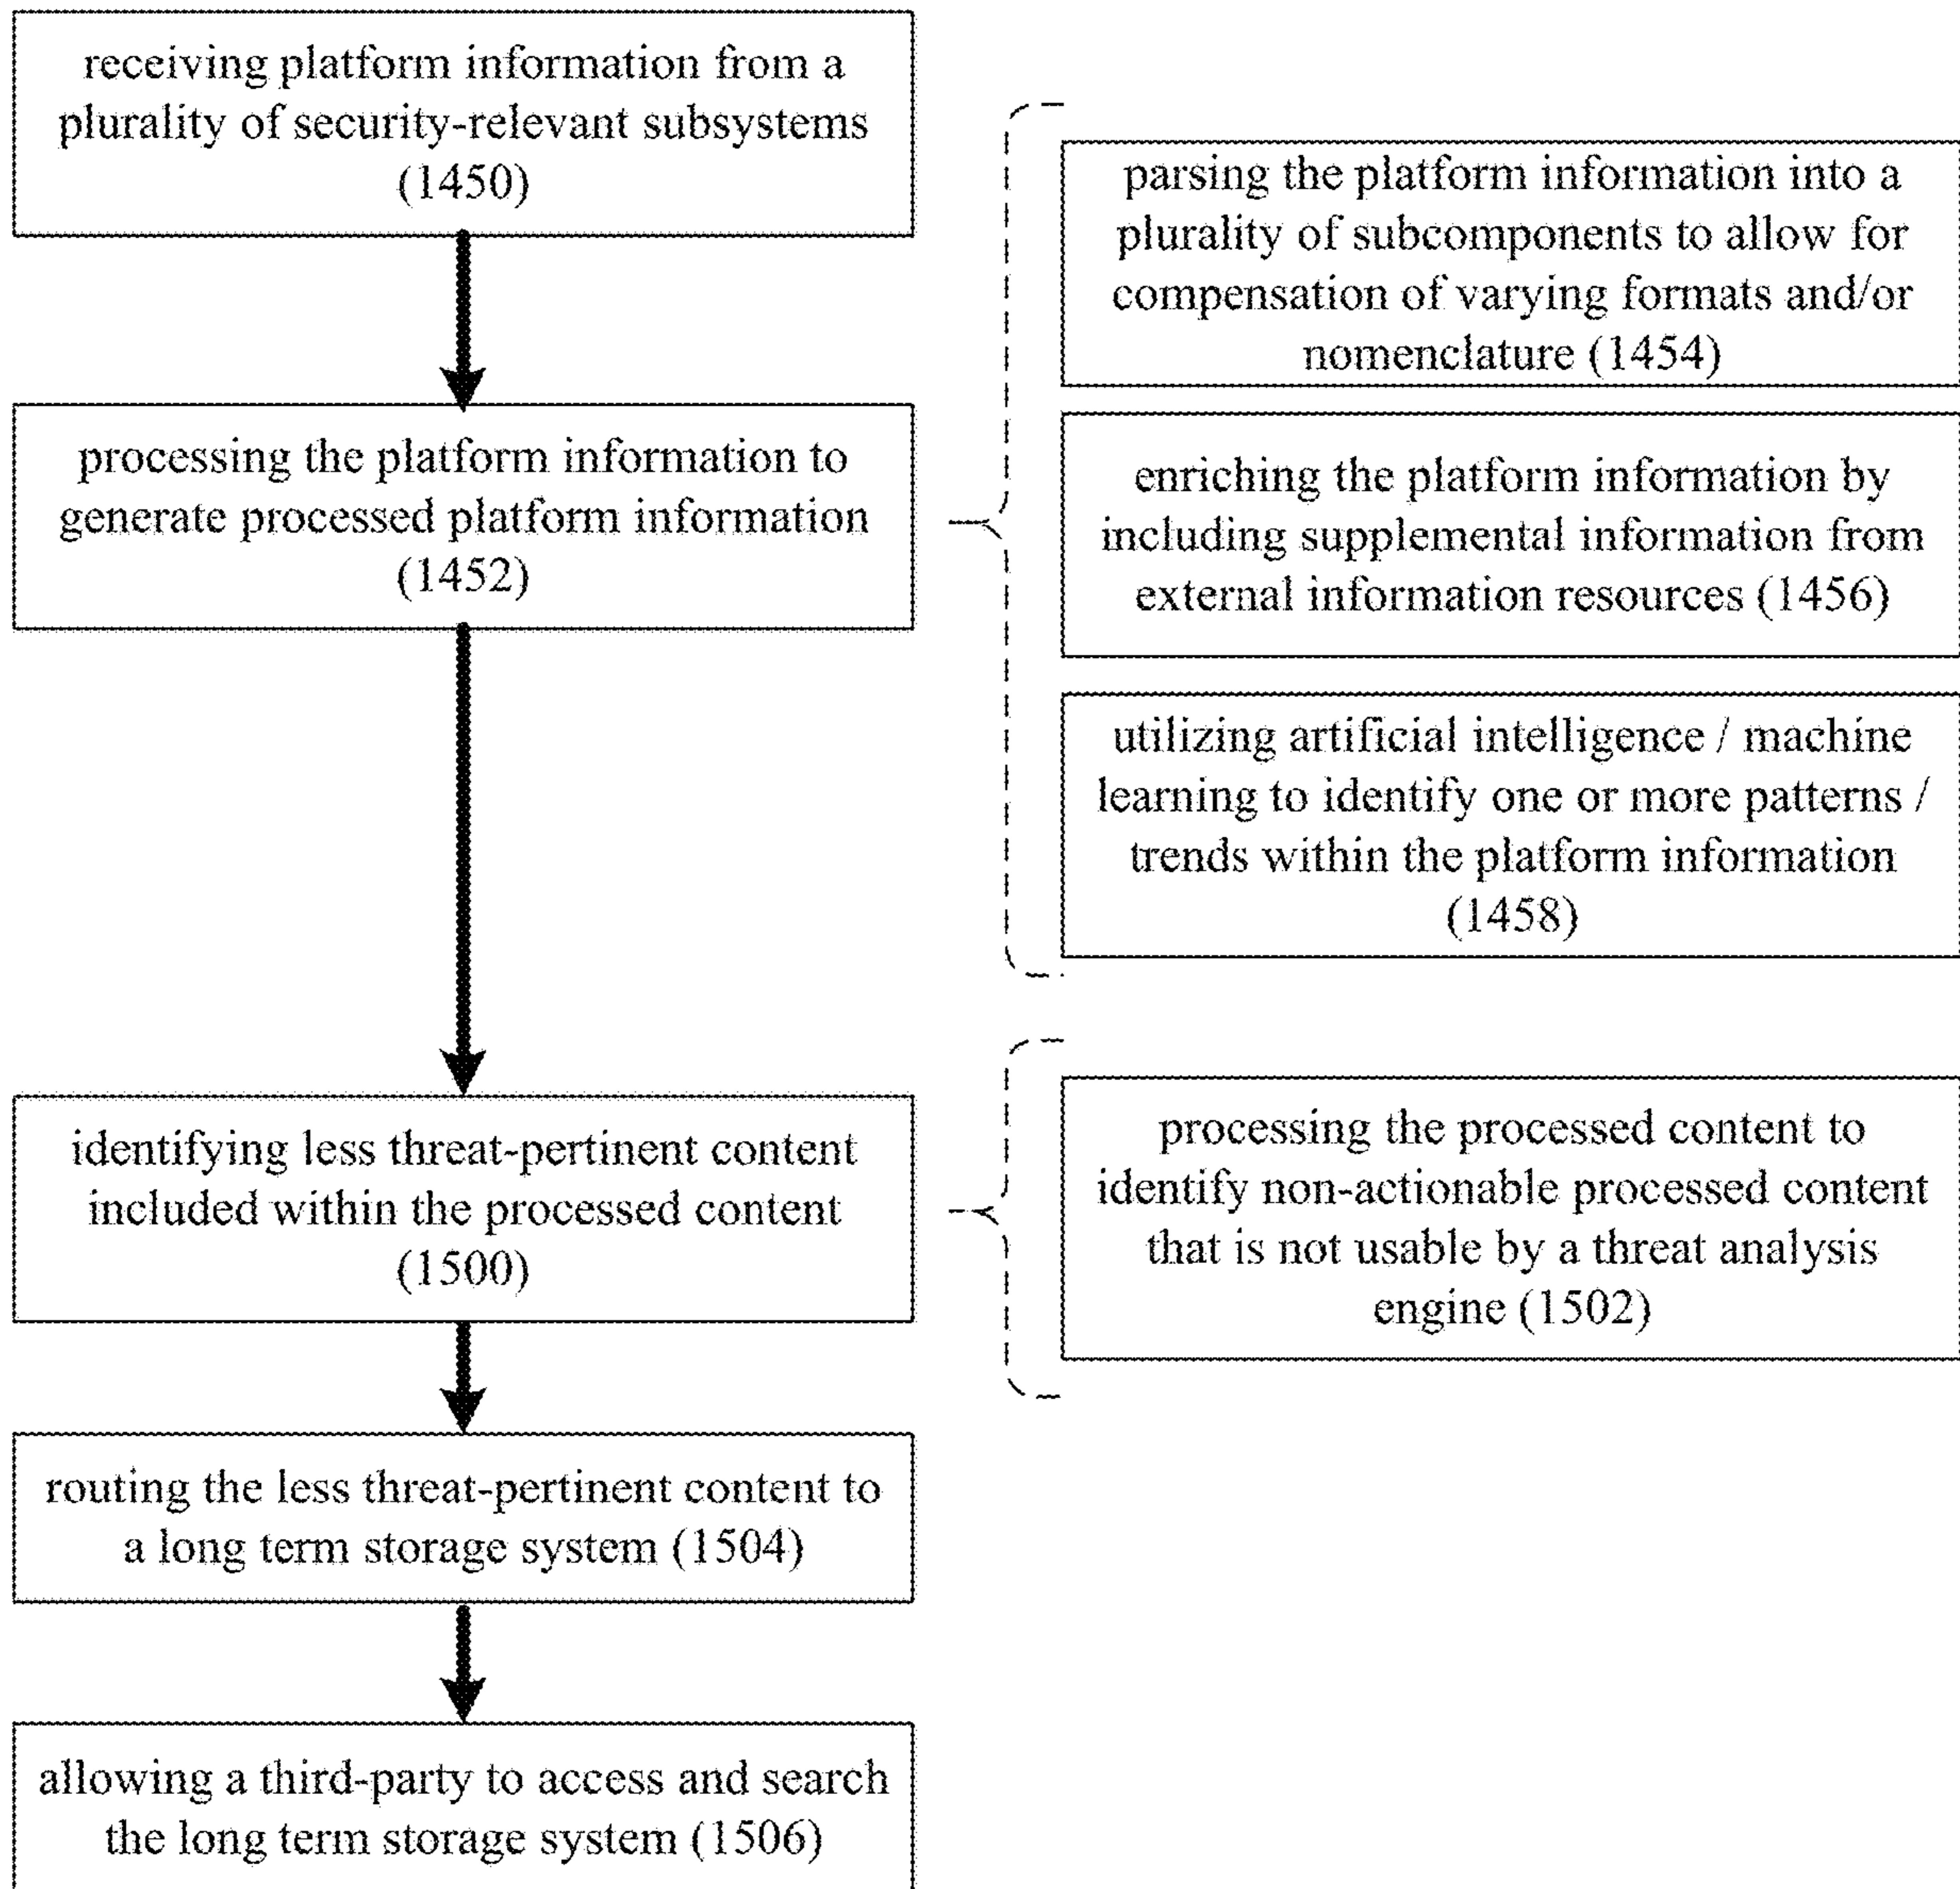 receiving platform information from a
plurality of security-relevant subsystems
(1450)
processing the platform information to
generate processed platform information
(1452)
parsing the platform information into a
plurality of subcomponents to allow for
compensation of varying formats and/or
nomenclature (1454)
enriching the platform information by
including supplemental information from
external information resources (1456)
utilizing artificial intelligence / machine
learning to identify one or more patterns /
trends within the platform information
(1458)
identifying less threat-pertinent content
included within the processed content
(1500)
processing the processed content to
identify non-actionable processed content
that is not usable by a threat analysis
engine (1502)
routing the less threat-pertinent content to
a long term storage system (1504)
allowing a third-party to access and search
the long term storage system (1506)